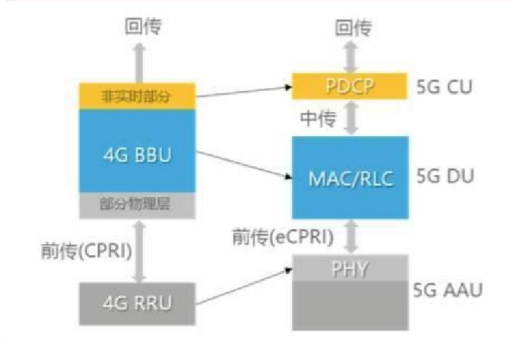 回传
回传
非实时部分
PDCP
5G CU
中传
4G BBU
MAC/RLC
5G DU
部分物理层
前传(CPRI)
前传(eCPRI)
PHY
4G RRU
5G AAU